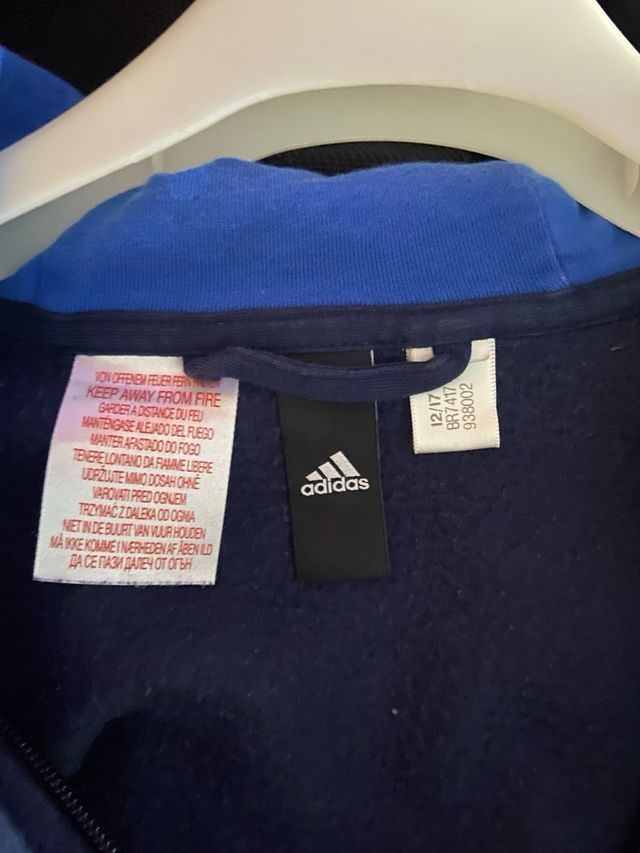 VON OFFENEM FEUER FERN HALTEN
KEEP AWAY FROM FIRE
GARDER A DISTANCE DU FEU
MANTÉNGASE ALEJADO DEL FUEGO
MANTER AFASTADO DO FOGO
TENERE LONTANO DA FIAMME LIBERE
UDRŽUJTE MIMO DOSAH OHNĚ
VAROVATI PRED OGNJEM
TRZYMAĆ Z DALEKA OD OGNIA
NIET IN DE BUURT VAN VUUR HOUDEN
MÅ IKKE KOMME I NÆRHEDEN AF ÅBEN ILD
ДА СЕ ПАЗИ ДАЛЕЧ ОТ ОГЪН
adidas
12/17
BR7417
938002